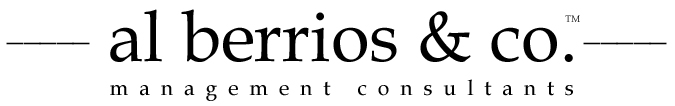 al berrios & co.™
management consultants